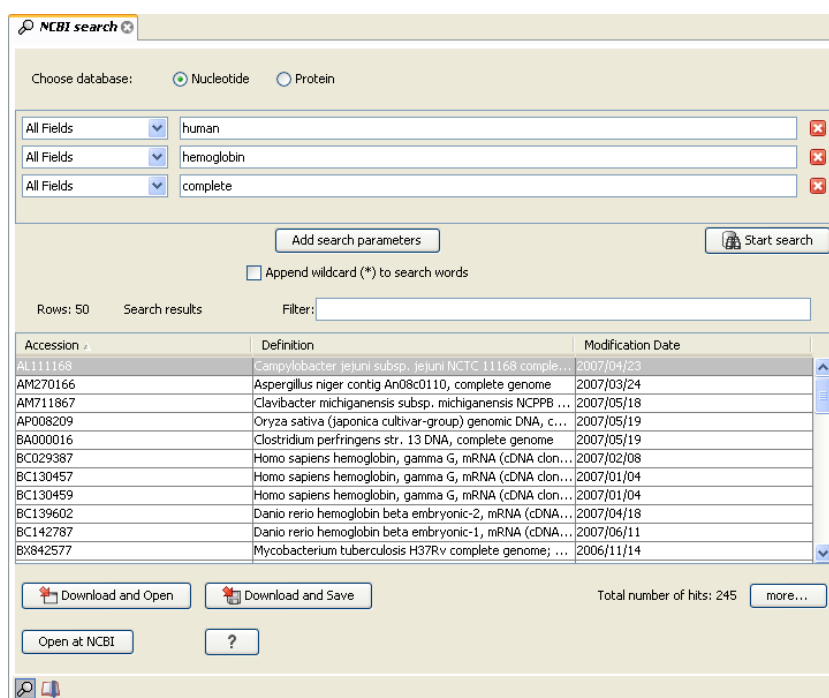 NCBI search
Choose database: Nucleotide Protein
All Fields human
All Fields hemoglobin
All Fields complete
Add search parameters Start search
Append wildcard (*) to search words
Rows: 50 Search results Filter:
Accession Definition Modification Date
AL111168 Campylobacter jejuni subsp. jejuni NCTC 11168 comple... 2007/04/23
AM270166 Aspergillus niger contig An08c0110, complete genome 2007/03/24
AM711867 Clavibacter michiganensis subsp. michiganensis NCPPB ... 2007/05/18
AP008209 Oryza sativa (japonica cultivar-group) genomic DNA, c... 2007/05/19
BA000016 Clostridium perfringens str. 13 DNA, complete genome 2007/05/19
BC029387 Homo sapiens hemoglobin, gamma G, mRNA (cDNA clon... 2007/02/08
BC130457 Homo sapiens hemoglobin, gamma G, mRNA (cDNA clon... 2007/01/04
BC130459 Homo sapiens hemoglobin, gamma G, mRNA (cDNA clon... 2007/01/04
BC139602 Danio rerio hemoglobin beta embryonic-2, mRNA (cDNA... 2007/04/18
BC142787 Danio rerio hemoglobin beta embryonic-1, mRNA (cDNA... 2007/06/11
BX842577 Mycobacterium tuberculosis H37Rv complete genome; ... 2006/11/14
Download and Open Download and Save Total number of hits: 245 more...
Open at NCBI ?